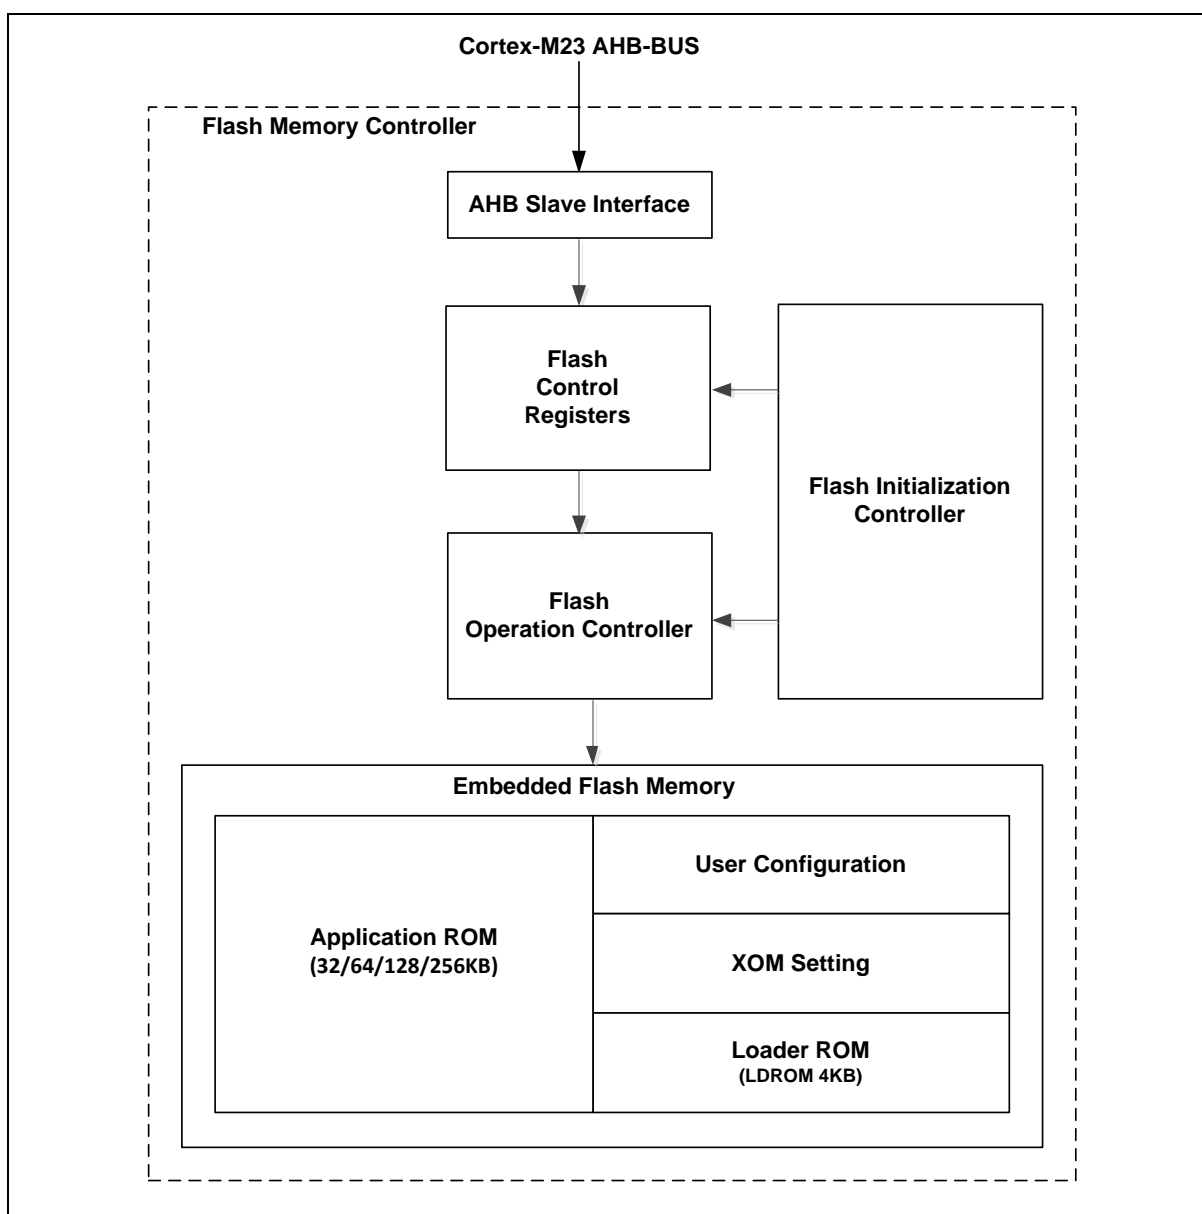 Cortex-M23 AHB-BUS
Flash Memory Controller
AHB Slave Interface
Flash
Control
Registers
Flash Initialization
Controller
Flash
Operation Controller
Embedded Flash Memory
Application ROM
(32/64/128/256KB)
User Configuration
XOM Setting
Loader ROM
(LDROM 4KB)